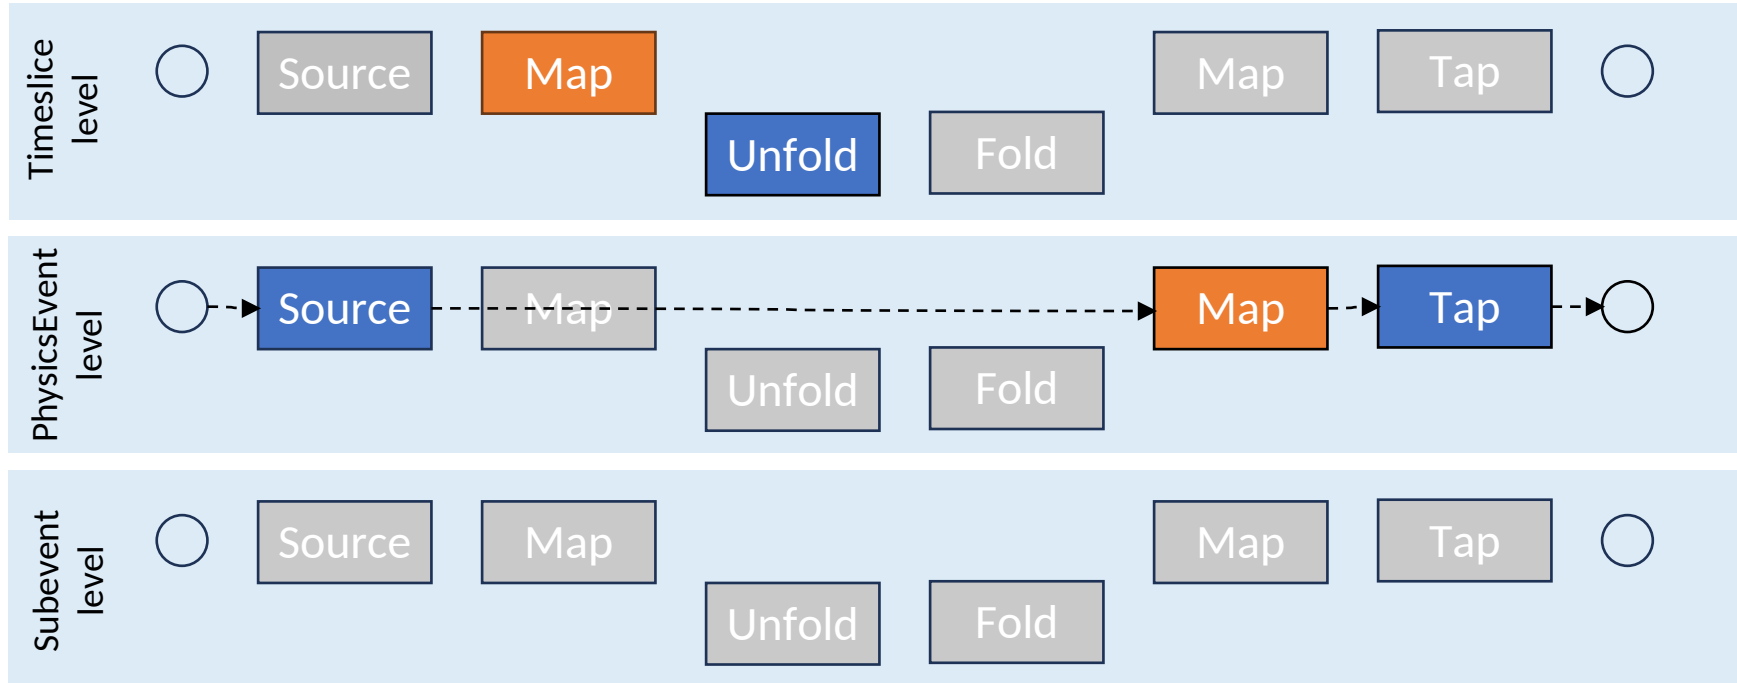 Timeslice
level
Source
Map
Unfold
Fold
Map
Tap
PhysicsEvent
level
Source
Map
Unfold
Fold
Map
Tap
Subevent
level
Source
Map
Unfold
Fold
Map
Tap